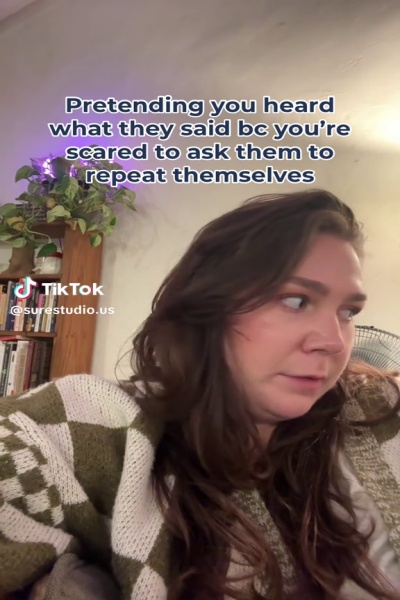 Pretending you heard
what they said bc you're
scared to ask them to
repeat themselves
TikTok
@surestudio.us